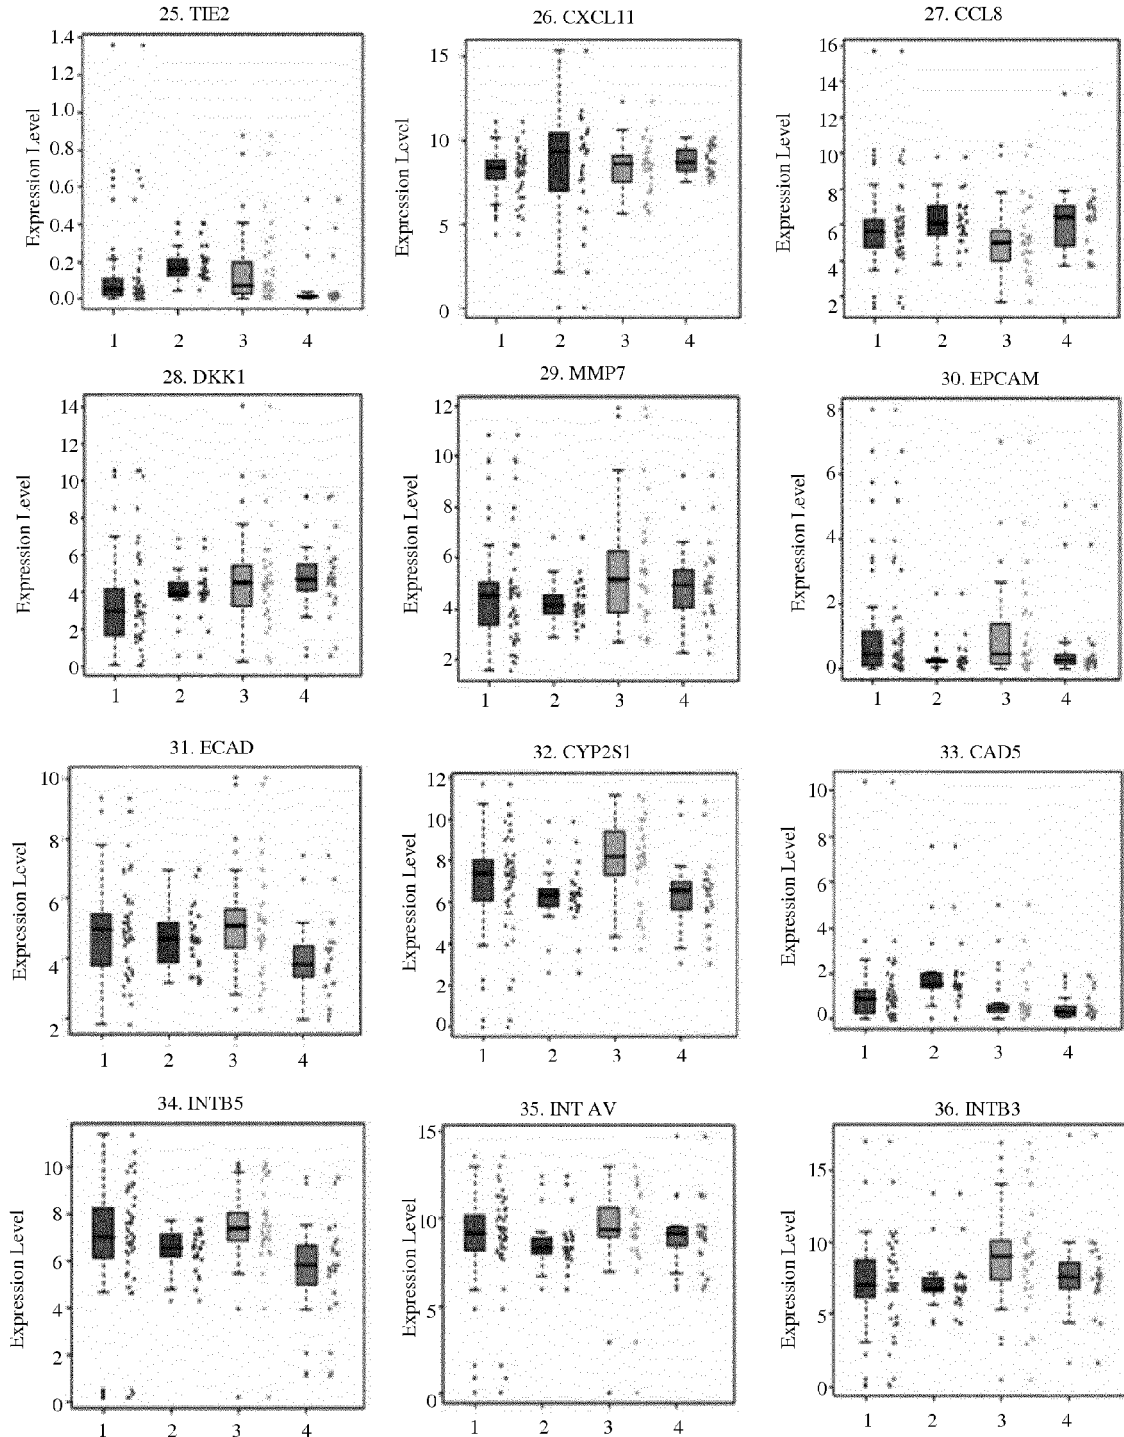 25. TIE2
26. CXCL11
27. CCL8
Expression Level
1.4
1.2
1.0
0.8
0.6
0.4
0.2
0.0
1 2 3 4
Expression Level
15
10
5
0
1 2 3 4
Expression Level
16
14
12
10
8
6
4
2
1 2 3 4
28. DKK1
29. MMP7
30. EPCAM
Expression Level
14
12
10
8
6
4
2
0
1 2 3 4
Expression Level
12
10
8
6
4
2
1 2 3 4
Expression Level
8
6
4
2
0
1 2 3 4
31. ECAD
32. CYP2S1
33. CAD5
Expression Level
10
8
6
4
2
1 2 3 4
Expression Level
12
10
8
6
4
2
0
1 2 3 4
Expression Level
10
8
6
4
2
0
1 2 3 4
34. INTB5
35. INT AV
36. INTB3
Expression Level
10
8
6
4
2
0
1 2 3 4
Expression Level
15
10
5
0
1 2 3 4
Expression Level
15
10
5
0
1 2 3 4